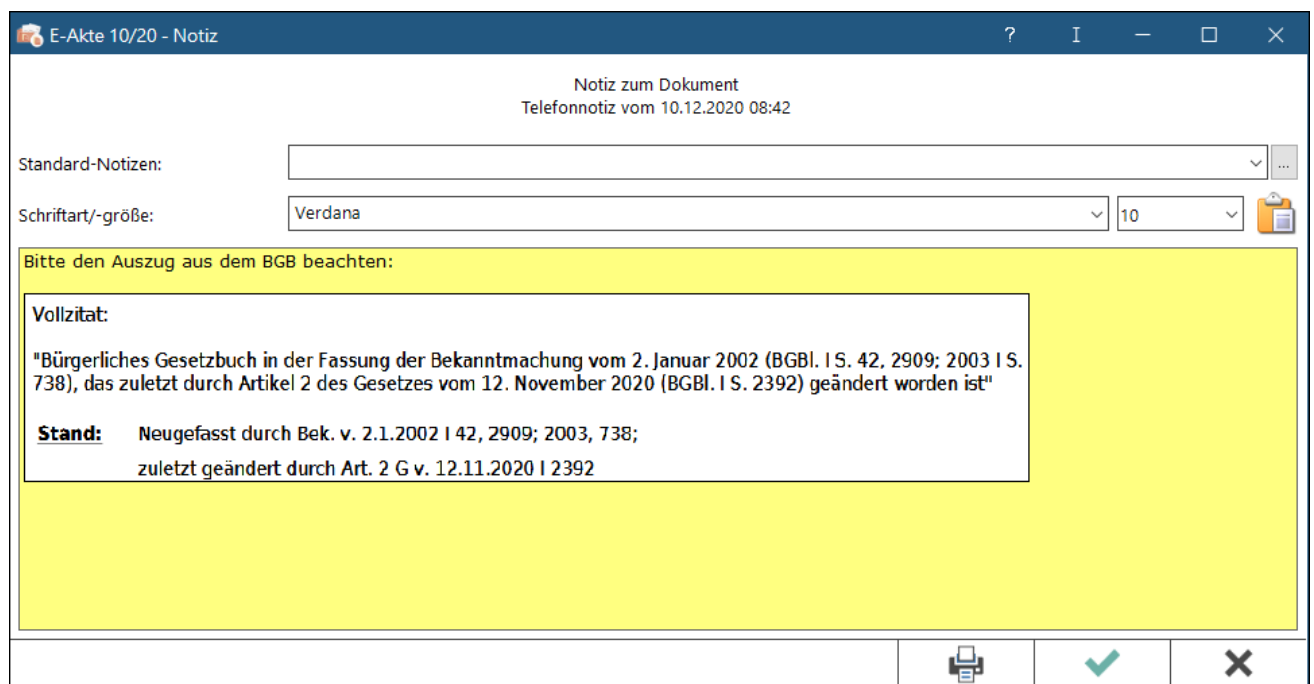 E-Akte 10/20 - Notiz
Notiz zum Dokument
Telefonnotiz vom 10.12.2020 08:42
Standard-Notizen:
...
Schriftart/-größe:
Verdana
10
Bitte den Auszug aus dem BGB beachten:
Vollzitat:
"Bürgerliches Gesetzbuch in der Fassung der Bekanntmachung vom 2. Januar 2002 (BGBl. I S. 42, 2909; 2003 I S.
738), das zuletzt durch Artikel 2 des Gesetzes vom 12. November 2020 (BGBl. I S. 2392) geändert worden ist"
Stand: Neugefasst durch Bek. v. 2.1.2002 I 42, 2909; 2003, 738;
zuletzt geändert durch Art. 2 G v. 12.11.2020 I 2392